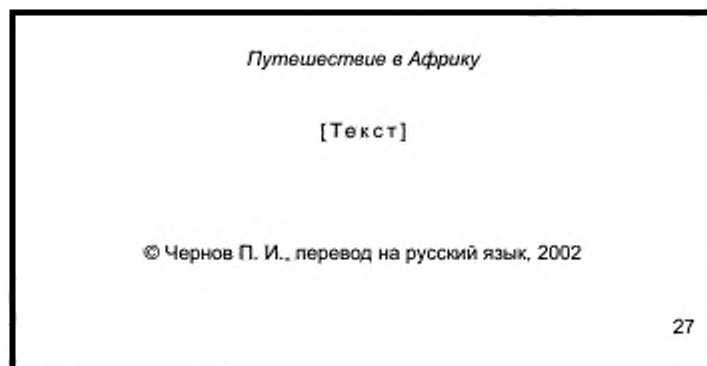 Путешествие в Африку
[Текст]
© Чернов П. И., перевод на русский язык, 2002
27